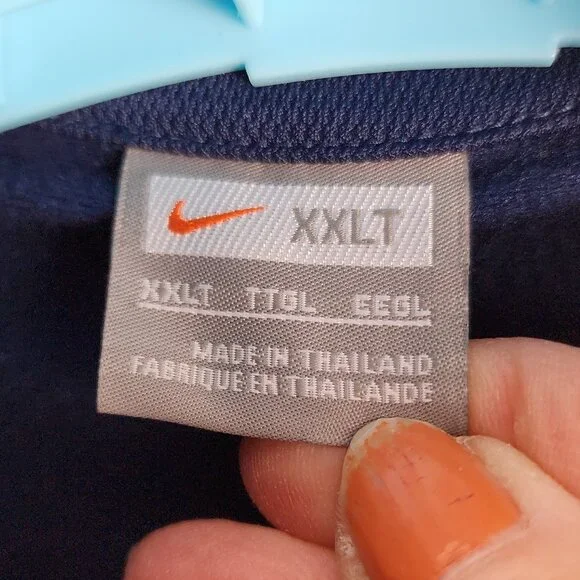 XXLT
XXLT TTGL EEGL
MADE IN THAILAND
FABRIQUE EN THAILANDE